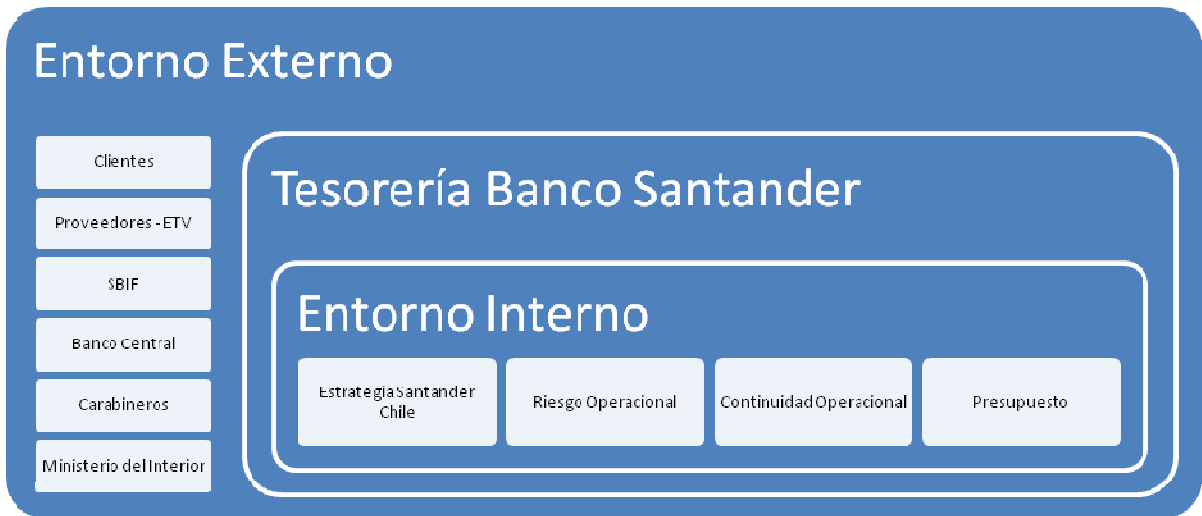 Entorno Externo
Clientes
Proveedores - ETV
SBIF
Banco Central
Carabineros
Ministerio del Interior
Tesorería Banco Santander
Entorno Interno
Estrategia Santander
Chile
Riesgo Operacional
Continuidad Operacional
Presupuesto